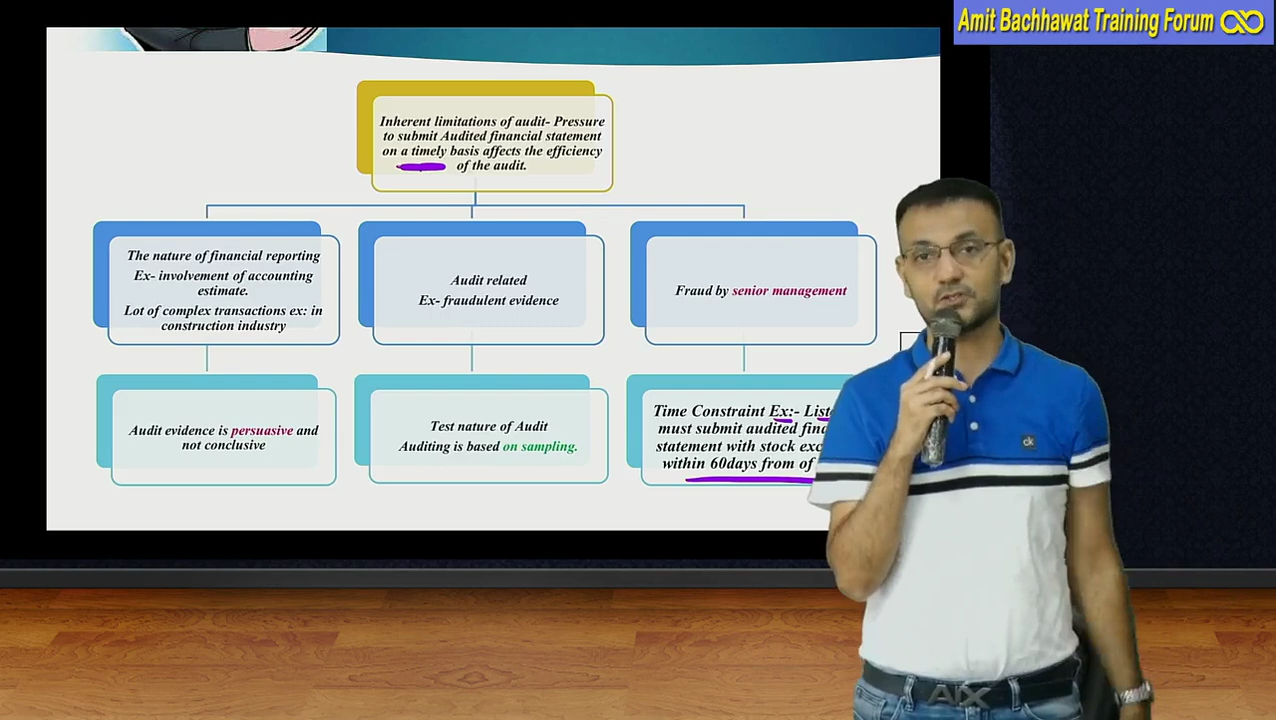 Amit Bachhawat Training Forum
Inherent limitations of audit- Pressure
to submit Audited financial statement
on a timely basis affects the efficiency
of the audit.
The nature of financial reporting
Ex- involvement of accounting
estimate.
Lot of complex transactions ex: in
construction industry
Audit related
Ex- fraudulent evidence
Fraud by senior management
Audit evidence is persuasive and
not conclusive
Test nature of Audit
Auditing is based on sampling.
Time Constraint Ex:-
must submit audited
statement with stock
within 60days from of
ck
AX